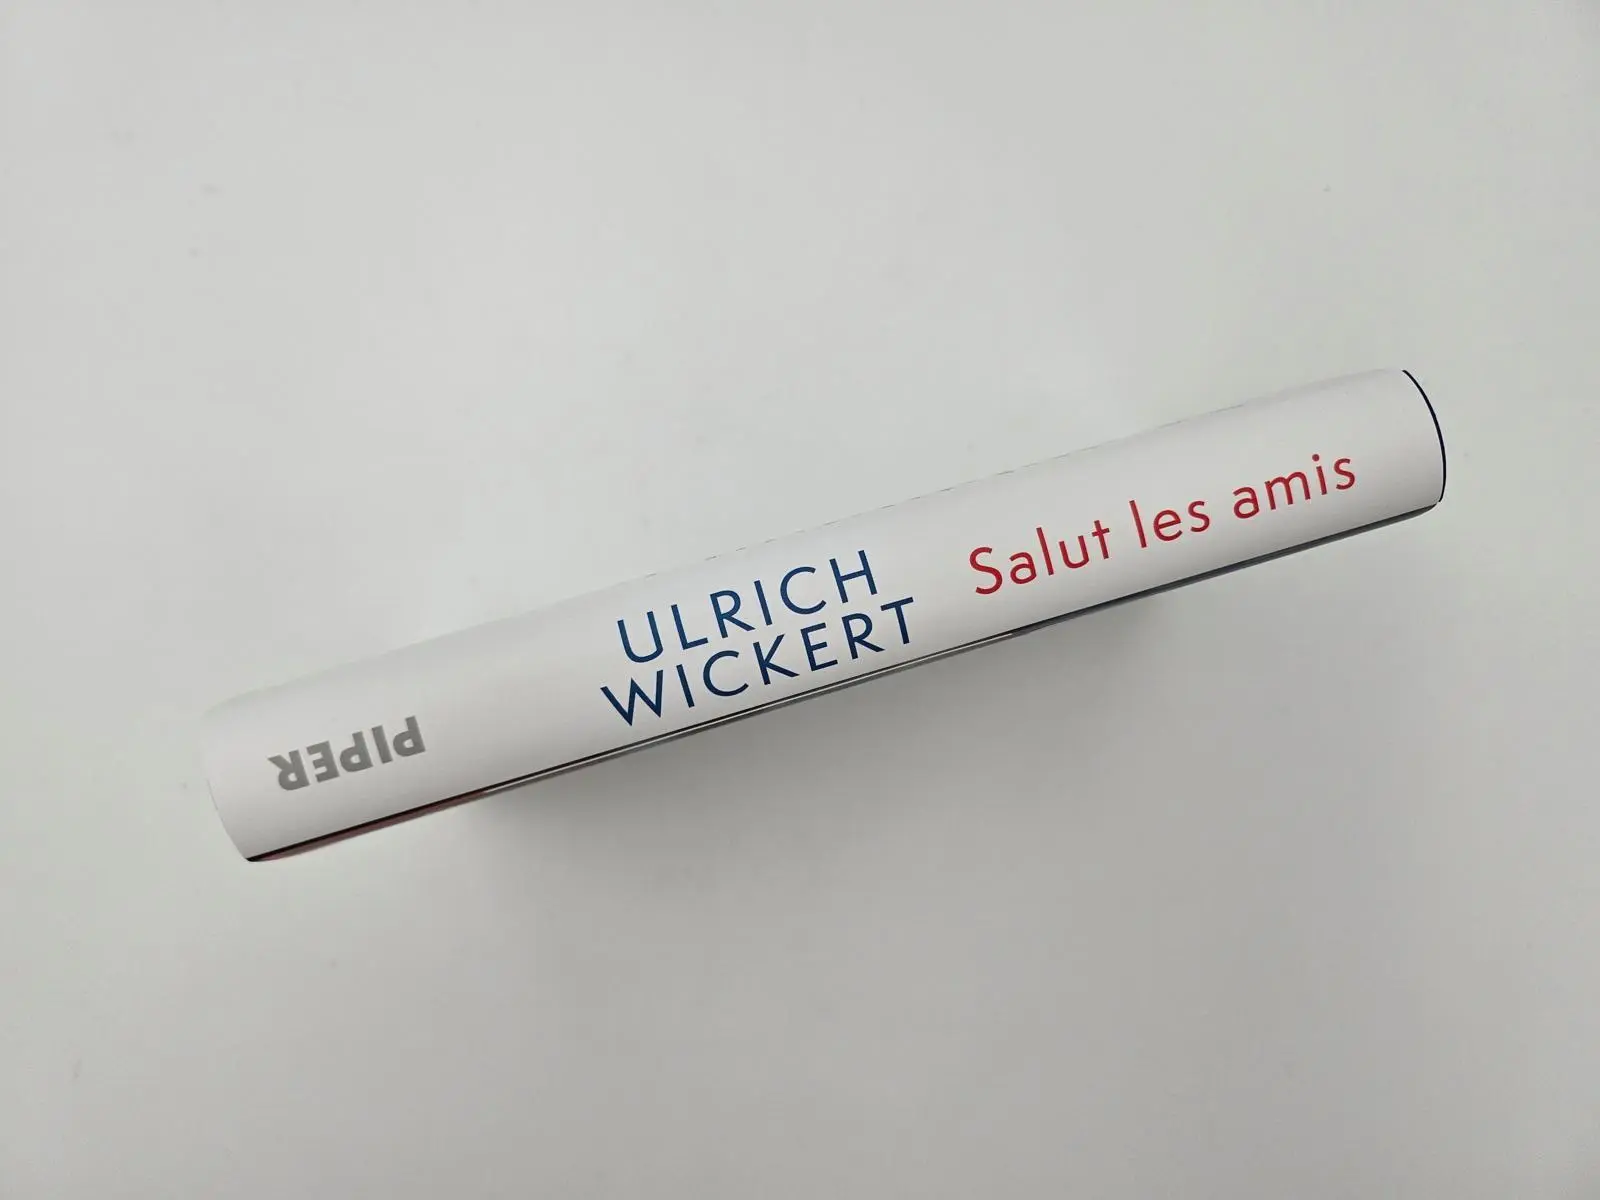 PIPER
ULRICH
WICKERT
Salut les amis